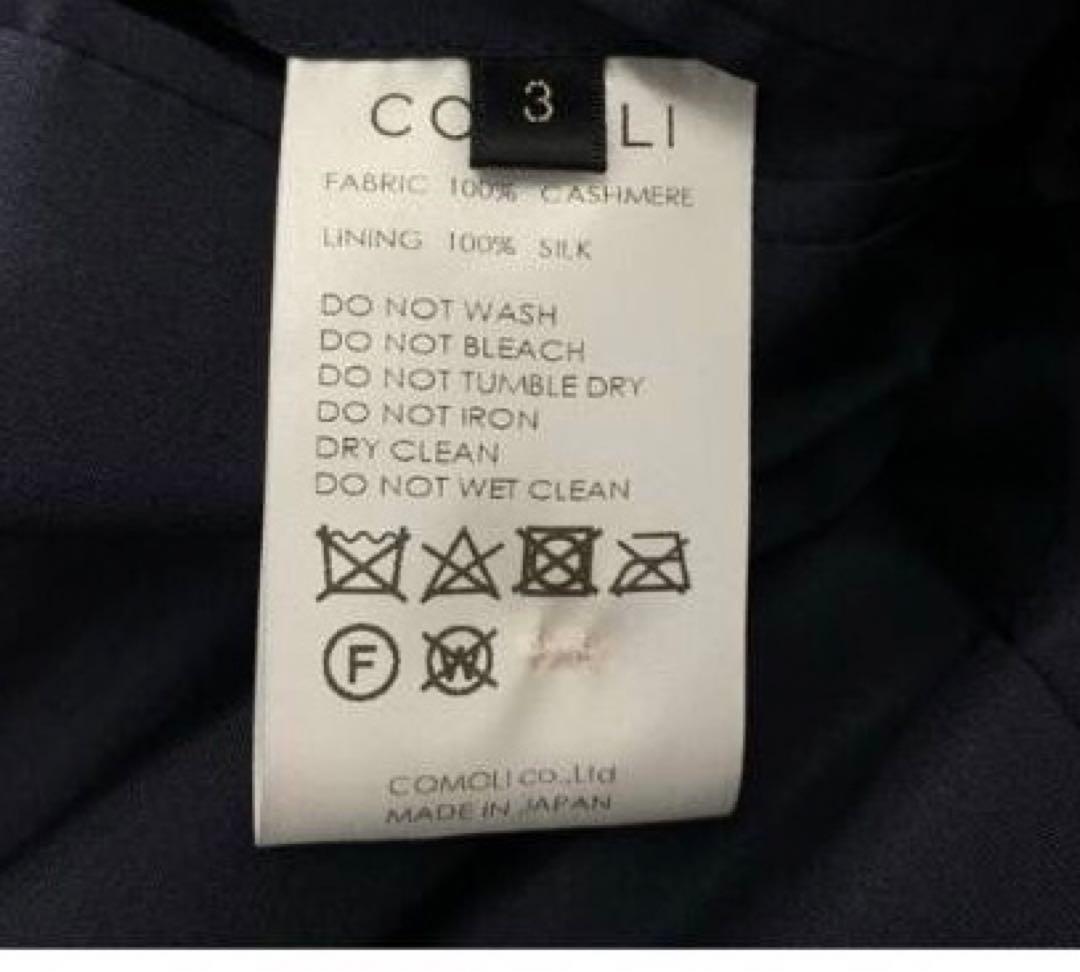 3
CO LI
FABRIC 100% CASHMERE
LINING 100% SILK
DO NOT WASH
DO NOT BLEACH
DO NOT TUMBLE DRY
DO NOT IRON
DRY CLEAN
DO NOT WET CLEAN
F W
COMOLI co.,Ltd
MADE IN JAPAN